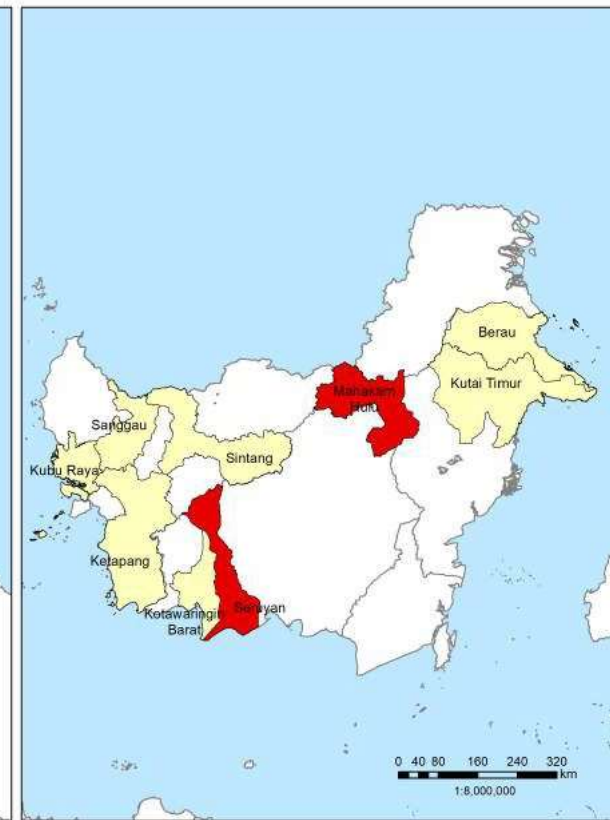 Berau
Kutai Timur
Mahakam
Hulu
Sanggau
Sintang
Kubu Raya
Ketapang
Kotawaringin
Barat
Seruyan
0 40 80 160 240 320
km
1:8,000,000